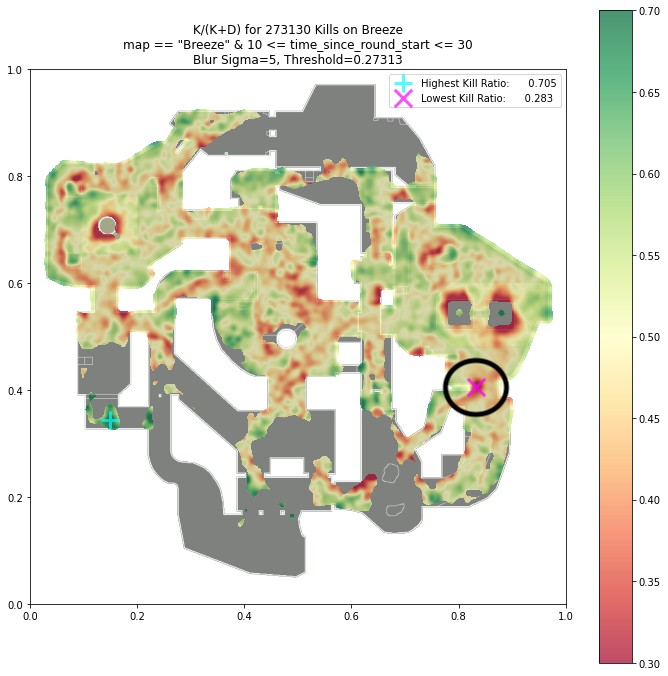 K/(K+D) for 273130 Kills on Breeze
map == "Breeze" & 10 <= time_since_round_start <= 30
Blur Sigma=5, Threshold=0.27313
Highest Kill Ratio: 0.705
Lowest Kill Ratio: 0.283
1.0
0.8
0.6
0.4
0.2
0.0
0.0 0.2 0.4 0.6 0.8 1.0
0.70
0.65
0.60
0.55
0.50
0.45
0.40
0.35
0.30